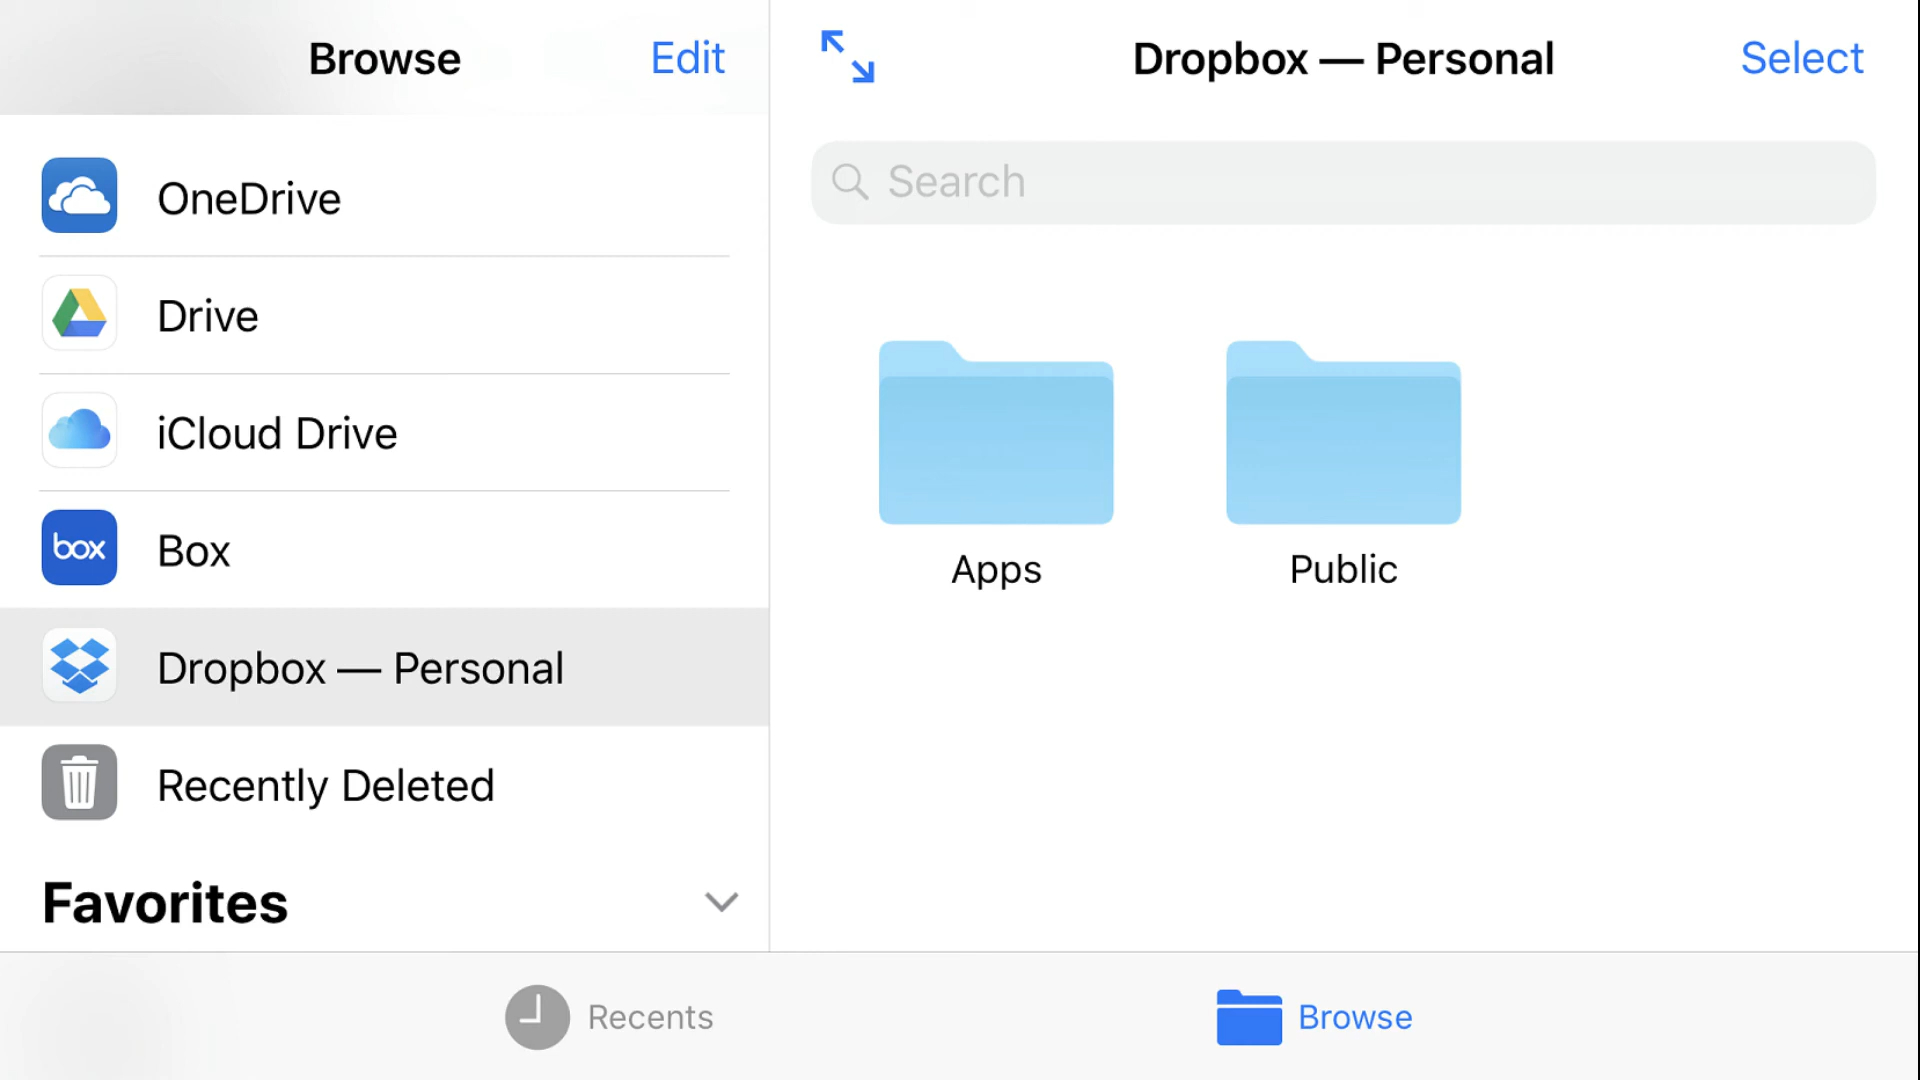 Browse
Edit
OneDrive
Drive
iCloud Drive
box
Box
Dropbox — Personal
Recently Deleted
Favorites
Dropbox — Personal
Select
Search
Apps
Public
Recents
Browse